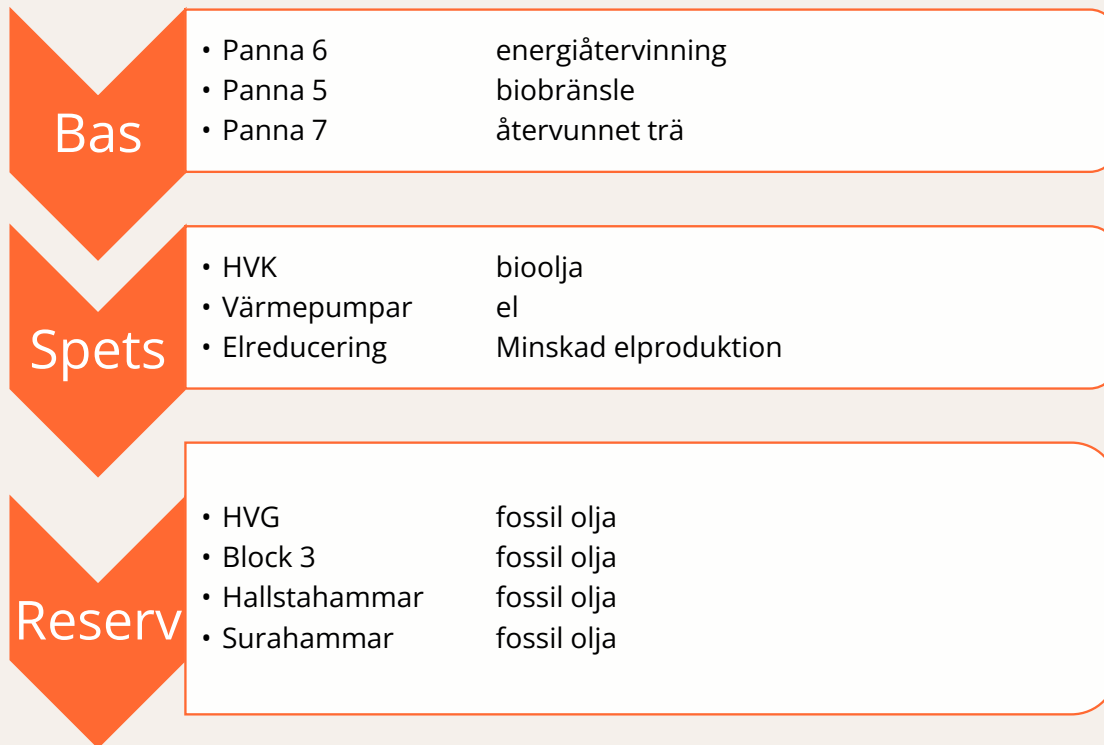 Bas
• Panna 6 energiåtervinning
• Panna 5 biobränsle
• Panna 7 återvunnet trä
Spets
• HVK bioolja
• Värmepumpar el
• Elreducering Minskad elproduktion
Reserv
• HVG fossil olja
• Block 3 fossil olja
• Hallstahammar fossil olja
• Surahammar fossil olja